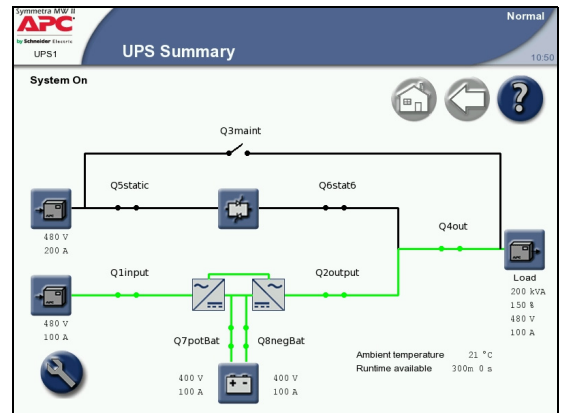 Symmetra MW II
APC
by Schneider Electric
UPS1
UPS Summary
Normal
10:50
System On
?
Q3maint
Q5static
Q6stat6
Q4out
480 V
200 A
Q1input
Q2output
Load
200 kVA
150 %
480 V
100 A
480 V
100 A
Q7potBat
Q8negBat
400 V
100 A
400 V
100 A
Ambient temperature 21 °C
Runtime available 300m 0 s